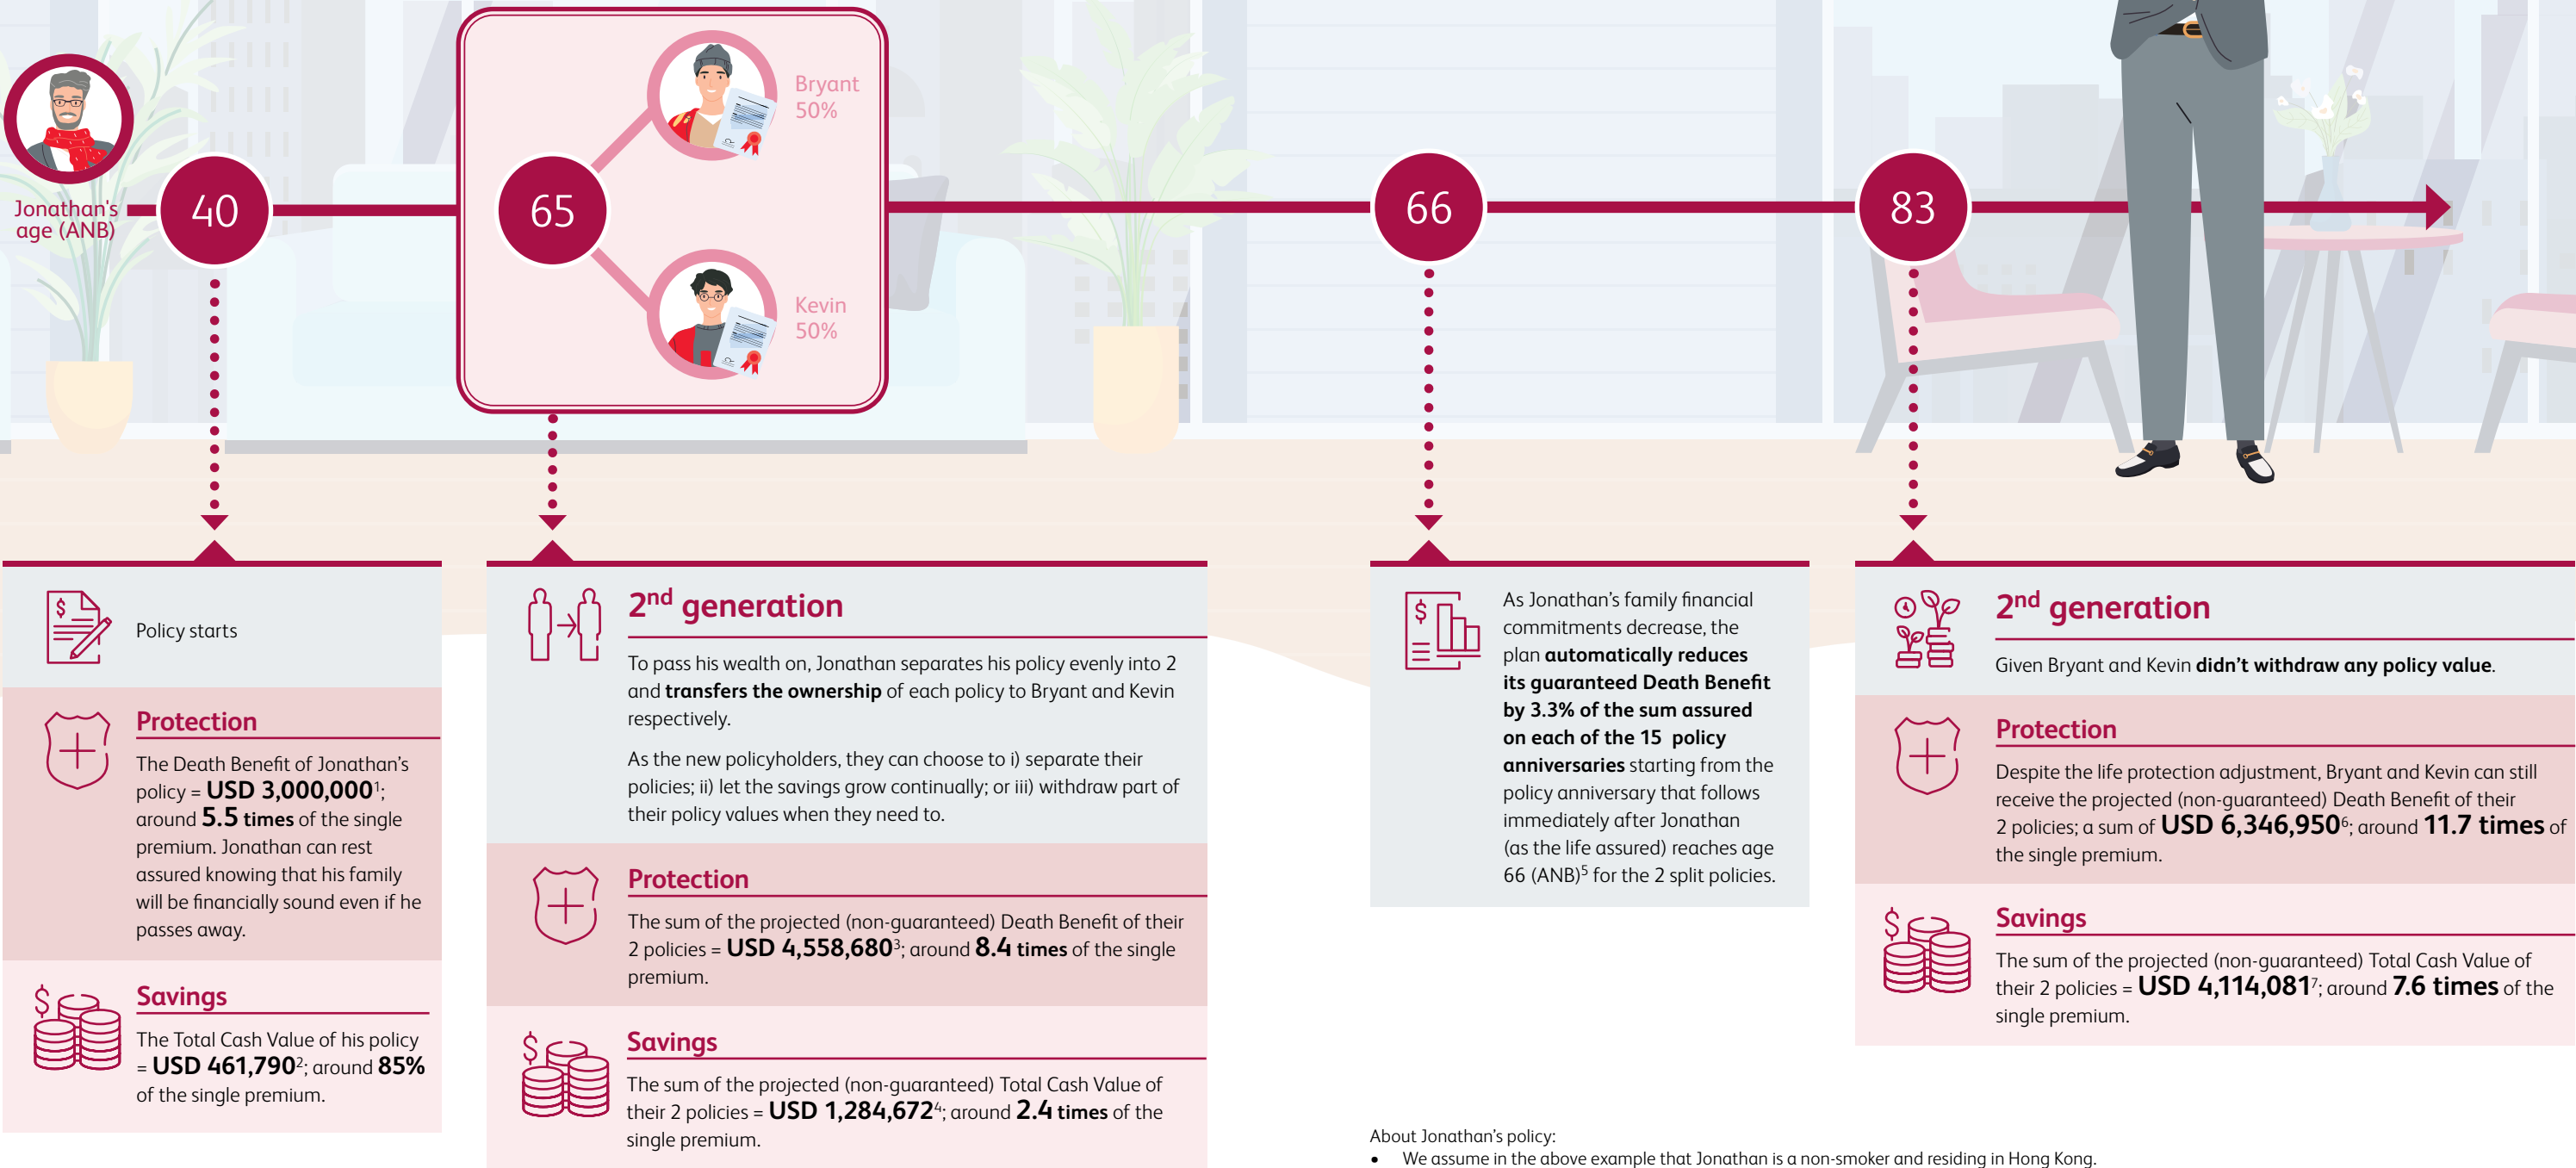 Bryant
50%
Jonathan's
age (ANB)
40
65
66
83
Kevin
50%
Policy starts
Protection
The Death Benefit of Jonathan’s
policy = USD 3,000,000¹;
around 5.5 times of the single
premium. Jonathan can rest
assured knowing that his family
will be financially sound even if he
passes away.
Savings
The Total Cash Value of his policy
= USD 461,790²; around 85%
of the single premium.
2nd generation
To pass his wealth on, Jonathan separates his policy evenly into 2
and transfers the ownership of each policy to Bryant and Kevin
respectively.
As the new policyholders, they can choose to i) separate their
policies; ii) let the savings grow continually; or iii) withdraw part of
their policy values when they need to.
Protection
The sum of the projected (non-guaranteed) Death Benefit of their
2 policies = USD 4,558,680³; around 8.4 times of the single
premium.
Savings
The sum of the projected (non-guaranteed) Total Cash Value of
their 2 policies = USD 1,284,672⁴; around 2.4 times of the
single premium.
As Jonathan’s family financial
commitments decrease, the
plan automatically reduces
its guaranteed Death Benefit
by 3.3% of the sum assured
on each of the 15 policy
anniversaries starting from the
policy anniversary that follows
immediately after Jonathan
(as the life assured) reaches age
66 (ANB)⁵ for the 2 split policies.
2nd generation
Given Bryant and Kevin didn’t withdraw any policy value.
Protection
Despite the life protection adjustment, Bryant and Kevin can still
receive the projected (non-guaranteed) Death Benefit of their
2 policies; a sum of USD 6,346,950⁶; around 11.7 times of
the single premium.
Savings
The sum of the projected (non-guaranteed) Total Cash Value of
their 2 policies = USD 4,114,081⁷; around 7.6 times of the
single premium.
About Jonathan’s policy:
• We assume in the above example that Jonathan is a non-smoker and residing in Hong Kong.